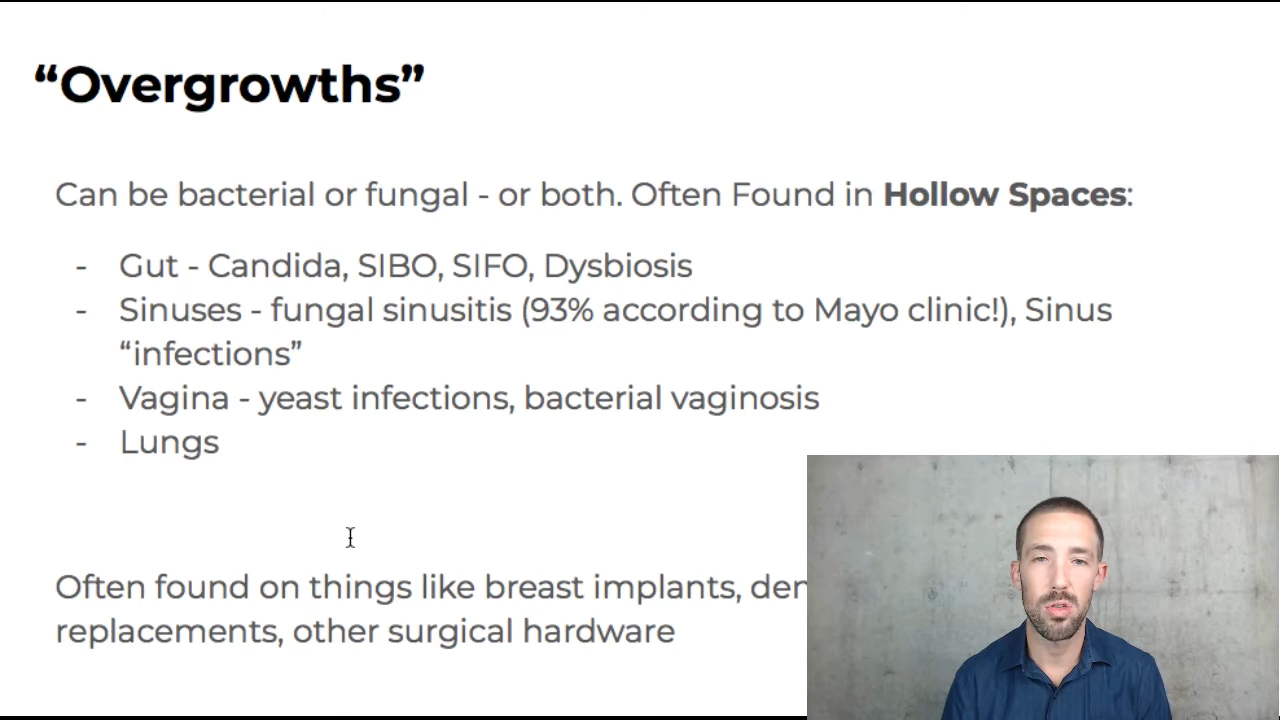 “Overgrowths”
Can be bacterial or fungal - or both. Often Found in Hollow Spaces:
- Gut - Candida, SIBO, SIFO, Dysbiosis
- Sinuses - fungal sinusitis (93% according to Mayo clinic!), Sinus
“infections”
- Vagina - yeast infections, bacterial vaginosis
- Lungs
Often found on things like breast implants,
replacements, other surgical hardware